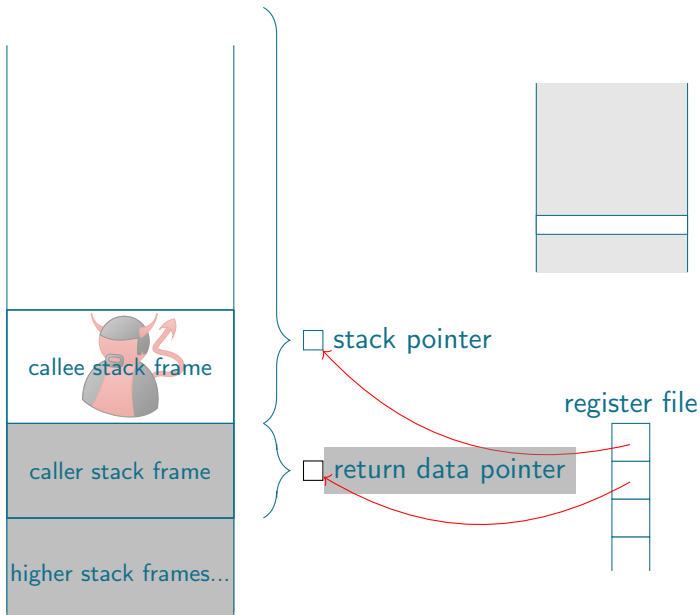 stack pointer
callee stack frame
register file
caller stack frame
return data pointer
higher stack frames...